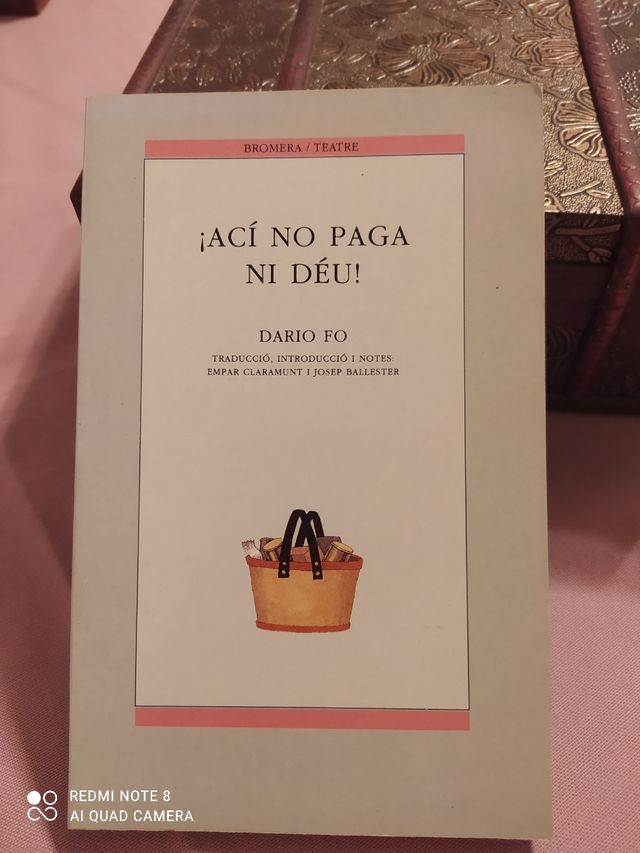 BROMERA / TEATRE
¡ACÍ NO PAGA
NI DÉU!
DARIO FO
TRADUCCIÓ, INTRODUCCIÓ I NOTES:
EMPAR CLARAMUNT I JOSEP BALLESTER
REDMI NOTE 8
AI QUAD CAMERA